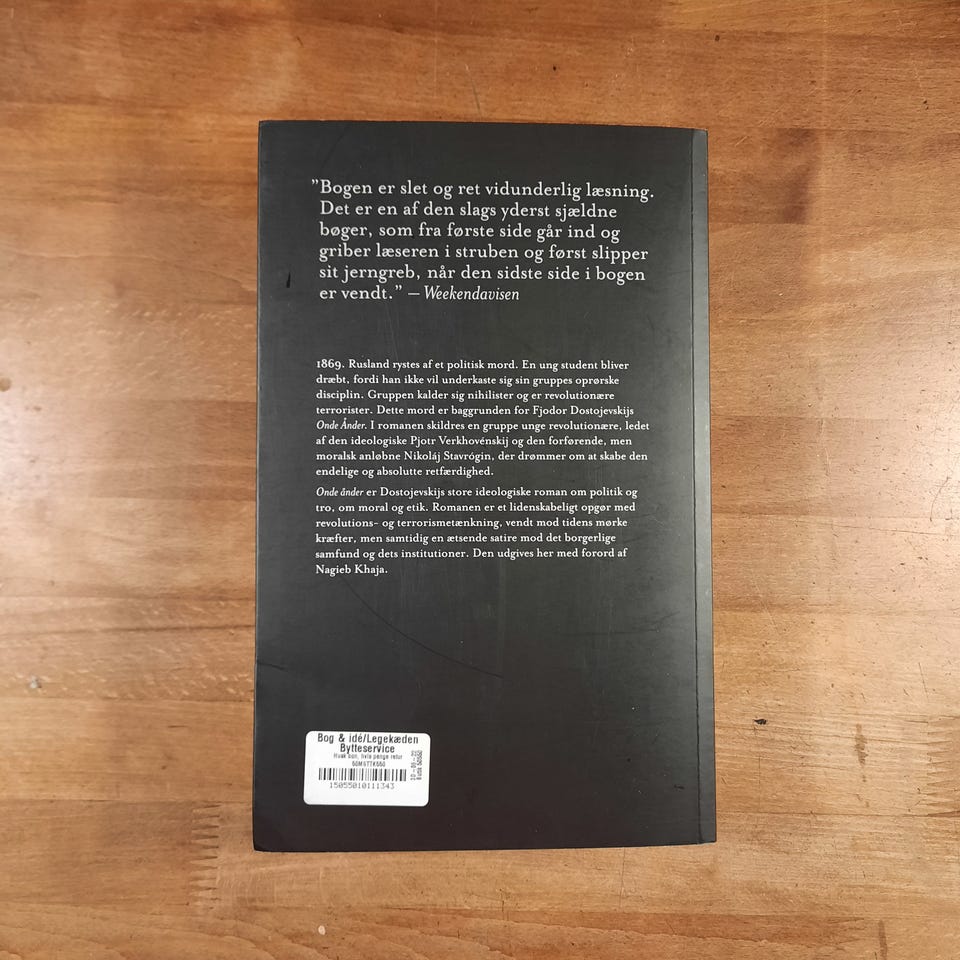 ”Bogen er slet og ret vidunderlig læsning.
Det er en af den slags yderst sjældne
bøger, som fra første side går ind og
griber læseren i struben og først slipper
sit jerngreb, når den sidste side i bogen
er vendt.” – Weekendavisen
1869. Rusland rystes af et politisk mord. En ung student bliver
dræbt, fordi han ikke vil underkaste sig sin gruppes oprørske
disciplin. Gruppen kalder sig nihilister og er revolutionære
terrorister. Dette mord er baggrunden for Fjodor Dostojevskijs
Onde Ånder. I romanen skildres en gruppe unge revolutionære, ledet
af den ideologiske Pjotr Verkhovénskij og den forførende, men
moralsk anløbne Nikoláj Stavrógin, der drømmer om at skabe den
endelige og absolutte retfærdighed.
Onde ånder er Dostojevskijs store ideologiske roman om politik og
tro, om moral og etik. Romanen er et lidenskabeligt opgør med
revolutions- og terrorismetænkning, vendt mod tidens mørke
kræfter, men samtidig en ætsende satire mod det borgerlige
samfund og dets institutioner. Den udgives her med forord af
Nagieb Khaja.
Bog & idé/Legekæden
Bytteservice
Husk bon, hvis penge retur
15055010111343